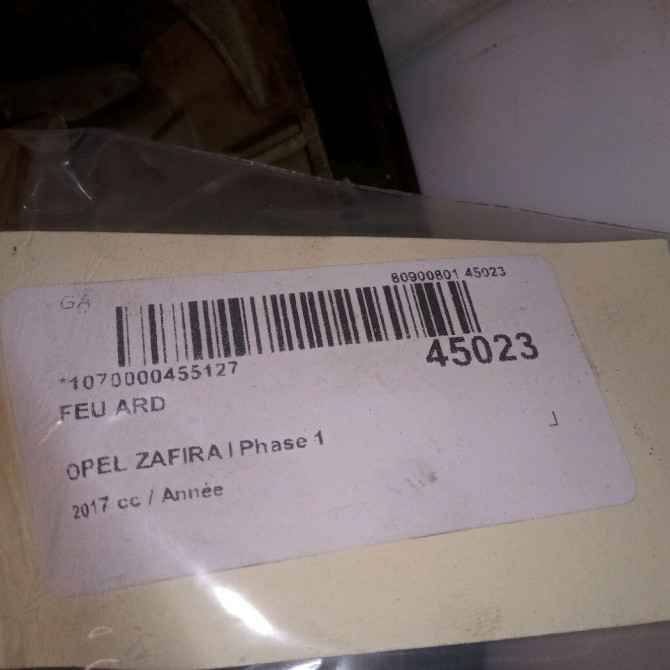 GA
80900801 45023
45023
*1070000455127
FEU ARD
OPEL ZAFIRA I Phase 1
2017 cc / Année